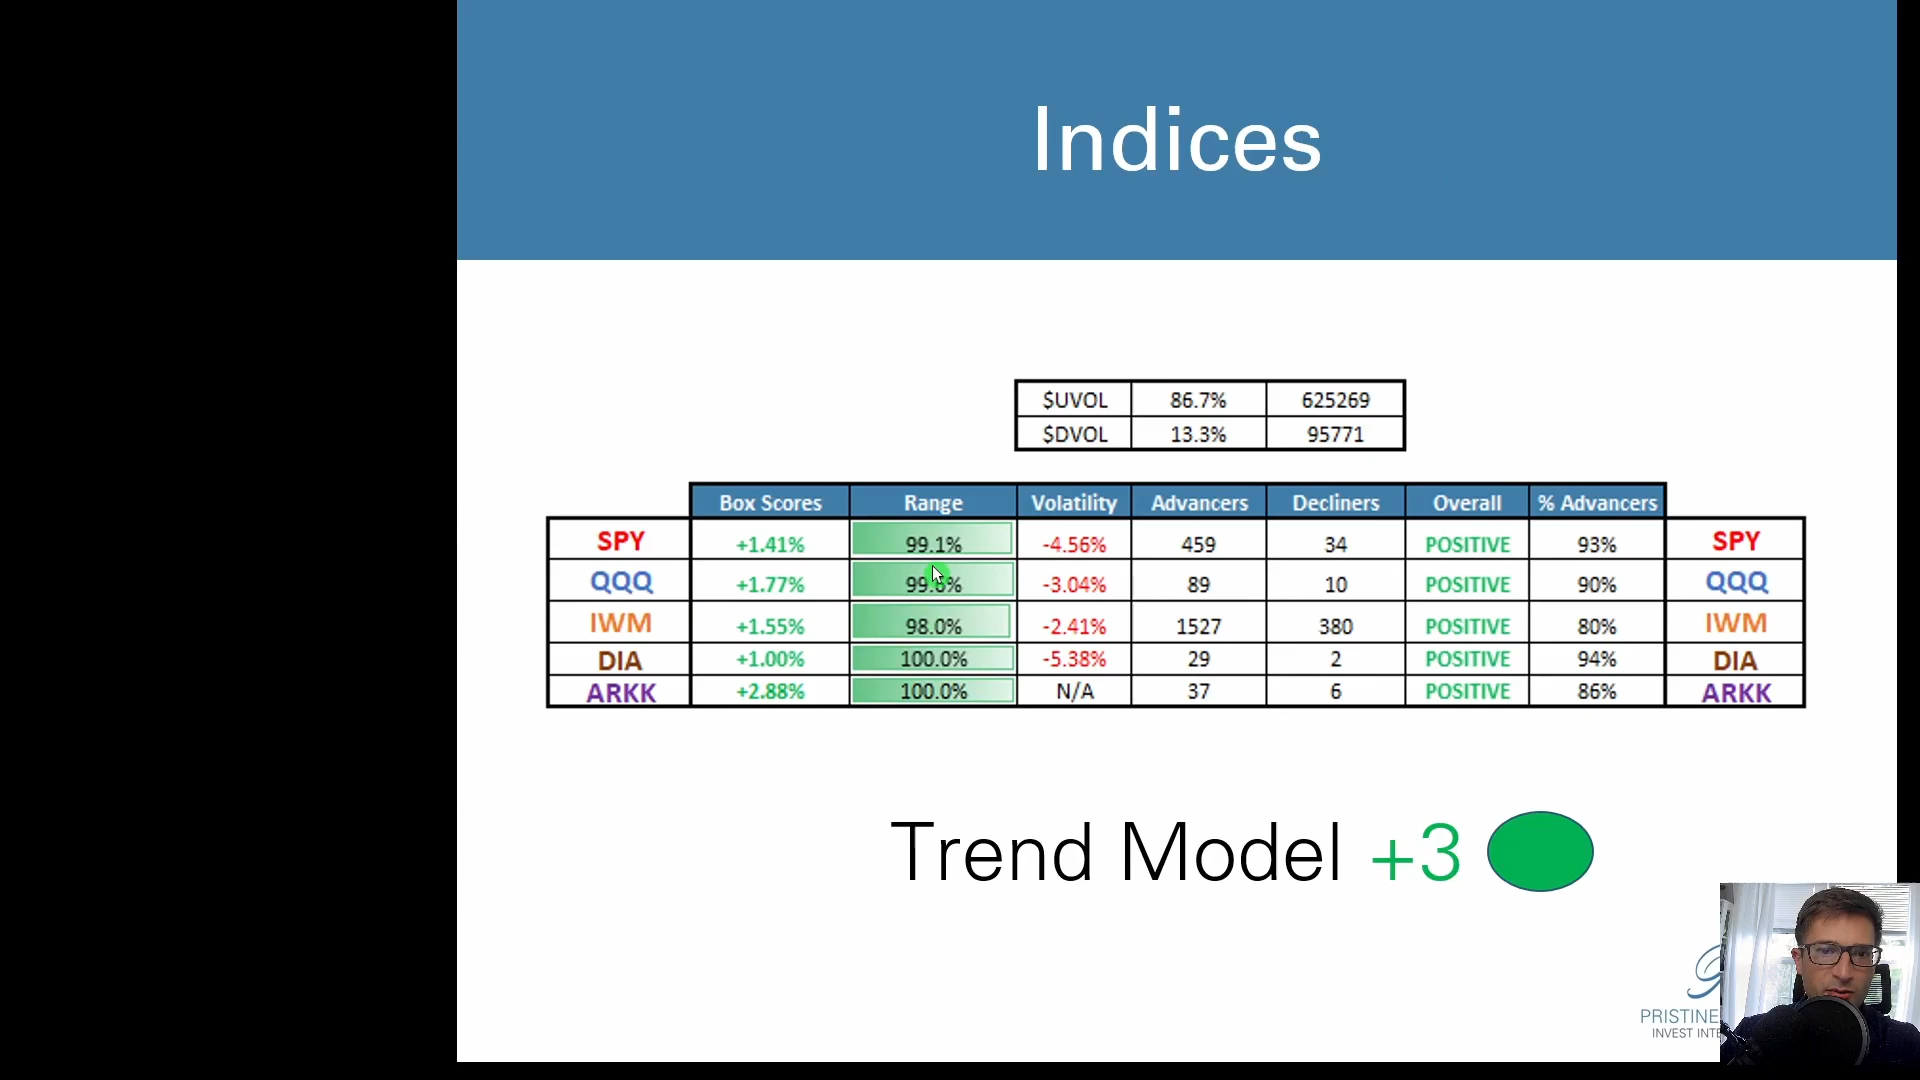 Indices
$UVOL 86.7% 625269
$DVOL 13.3% 95771
Box Scores Range Volatility Advancers Decliners Overall % Advancers
SPY +1.41% 99.1% -4.56% 459 34 POSITIVE 93% SPY
QQQ +1.77% -3.04% 89 10 POSITIVE 90% QQQ
IWM +1.55% 98.0% -2.41% 1527 380 POSITIVE 80% IWM
DIA +1.00% 100.0% -5.38% 29 2 POSITIVE 94% DIA
ARKK +2.88% 100.0% N/A 37 6 POSITIVE 86% ARKK
Trend Model +3
PRISTINE
INVEST